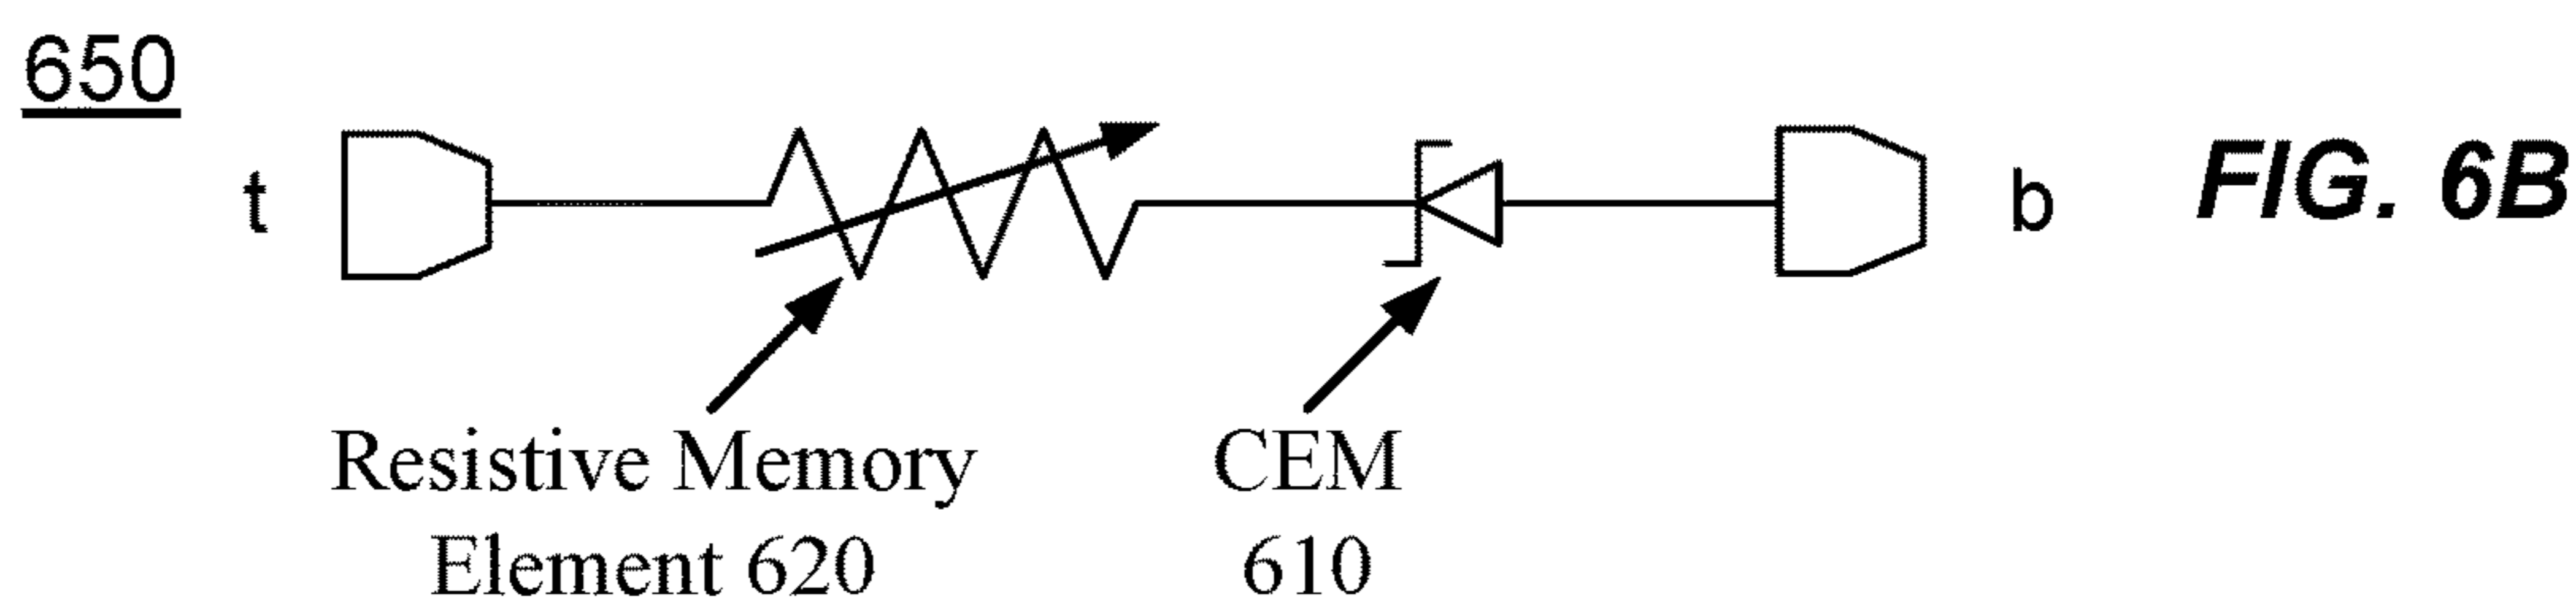 650
t
b
FIG. 6B
Resistive Memory
Element 620
CEM
610